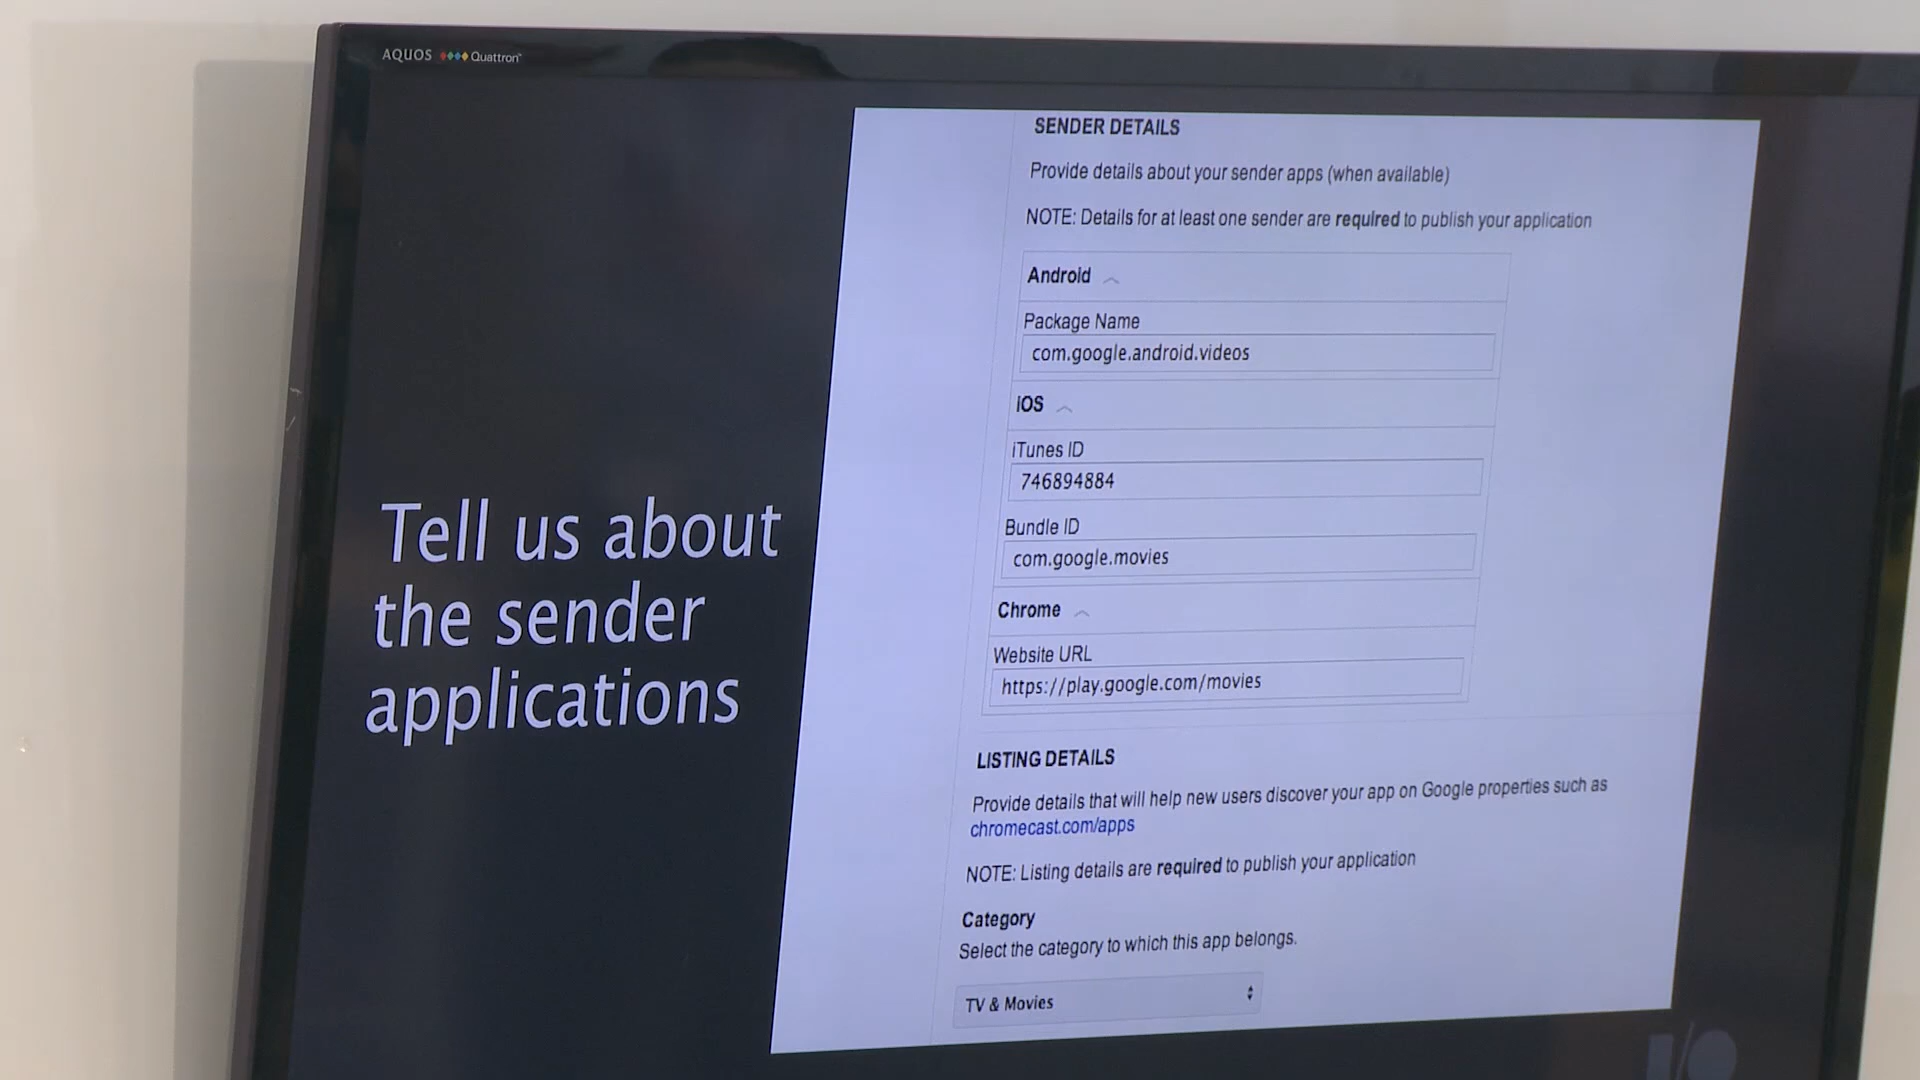 AQUOS Quattron™
Tell us about
the sender
applications
SENDER DETAILS
Provide details about your sender apps (when available)
NOTE: Details for at least one sender are required to publish your application
Android
Package Name
com.google.android.videos
iOS
iTunes ID
746894884
Bundle ID
com.google.movies
Chrome
Website URL
https://play.google.com/movies
LISTING DETAILS
Provide details that will help new users discover your app on Google properties such as
chromecast.com/apps
NOTE: Listing details are required to publish your application
Category
Select the category to which this app belongs.
TV & Movies
I/O